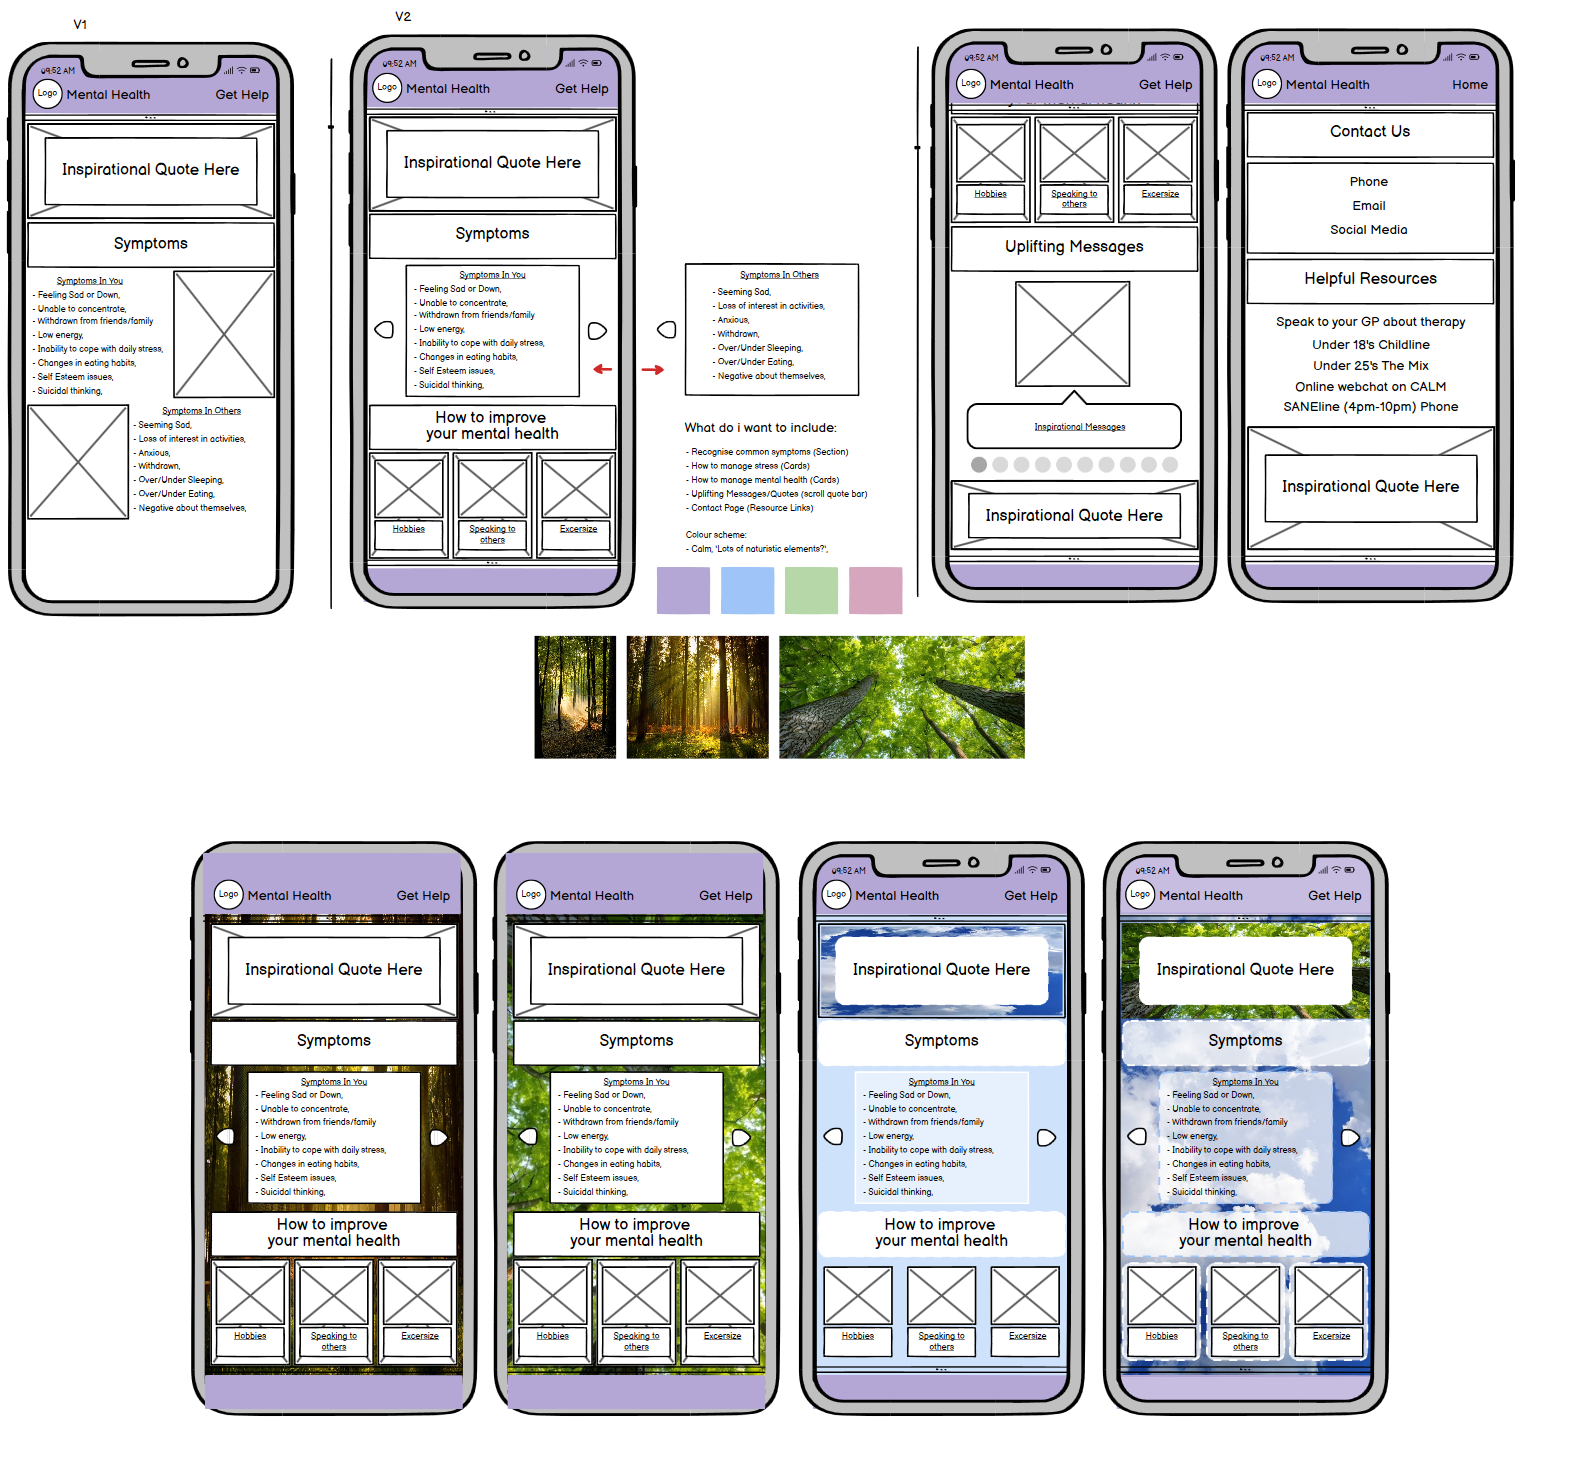 V1
09:52 AM
Logo
Mental Health
Get Help
Inspirational Quote Here
Symptoms
Symptoms In You
- Feeling Sad or Down,
- Unable to concentrate,
- Withdrawn from friends/family
- Low energy,
- Inability to cope with daily stress,
- Changes in eating habits,
- Self Esteem issues,
- Suicidal thinking,
Symptoms In Others
- Seeming Sad,
- Loss of interest in activities,
- Anxious,
- Withdrawn,
- Over/Under Sleeping,
- Over/Under Eating,
- Negative about themselves,
V2
09:52 AM
Logo
Mental Health
Get Help
Inspirational Quote Here
Symptoms
Symptoms In You
- Feeling Sad or Down,
- Unable to concentrate,
- Withdrawn from friends/family
- Low energy,
- Inability to cope with daily stress,
- Changes in eating habits,
- Self Esteem issues,
- Suicidal thinking,
How to improve
your mental health
Hobbies
Speaking to
others
Excersize
Symptoms In Others
- Seeming Sad,
- Loss of interest in activities,
- Anxious,
- Withdrawn,
- Over/Under Sleeping,
- Over/Under Eating,
- Negative about themselves,
What do i want to include:
- Recognise common symptoms (Section)
- How to manage stress (Cards)
- How to manage mental health (Cards)
- Uplifting Messages/Quotes (scroll quote bar)
- Contact Page (Resource Links)
Colour scheme:
- Calm, 'Lots of naturistic elements?',
09:52 AM
Logo
Mental Health
Get Help
Hobbies
Speaking to
others
Excersize
Uplifting Messages
Inspirational Messages
Inspirational Quote Here
09:52 AM
Logo
Mental Health
Home
Contact Us
Phone
Email
Social Media
Helpful Resources
Speak to your GP about therapy
Under 18's Childline
Under 25's The Mix
Online webchat on CALM
SANEline (4pm-10pm) Phone
Inspirational Quote Here
Logo
Mental Health
Get Help
Inspirational Quote Here
Symptoms
Symptoms In You
- Feeling Sad or Down,
- Unable to concentrate,
- Withdrawn from friends/family
- Low energy,
- Inability to cope with daily stress,
- Changes in eating habits,
- Self Esteem issues,
- Suicidal thinking,
How to improve
your mental health
Hobbies
Speaking to
others
Excersize
Logo
Mental Health
Get Help
Inspirational Quote Here
Symptoms
Symptoms In You
- Feeling Sad or Down,
- Unable to concentrate,
- Withdrawn from friends/family
- Low energy,
- Inability to cope with daily stress,
- Changes in eating habits,
- Self Esteem issues,
- Suicidal thinking,
How to improve
your mental health
Hobbies
Speaking to
others
Excersize
09:52 AM
Logo
Mental Health
Get Help
Inspirational Quote Here
Symptoms
Symptoms In You
- Feeling Sad or Down,
- Unable to concentrate,
- Withdrawn from friends/family
- Low energy,
- Inability to cope with daily stress,
- Changes in eating habits,
- Self Esteem issues,
- Suicidal thinking,
How to improve
your mental health
Hobbies
Speaking to
others
Excersize
09:52 AM
Logo
Mental Health
Get Help
Inspirational Quote Here
Symptoms
Symptoms In You
- Feeling Sad or Down,
- Unable to concentrate,
- Withdrawn from friends/family
- Low energy,
- Inability to cope with daily stress,
- Changes in eating habits,
- Self Esteem issues,
- Suicidal thinking,
How to improve
your mental health
Hobbies
Speaking to
others
Excersize